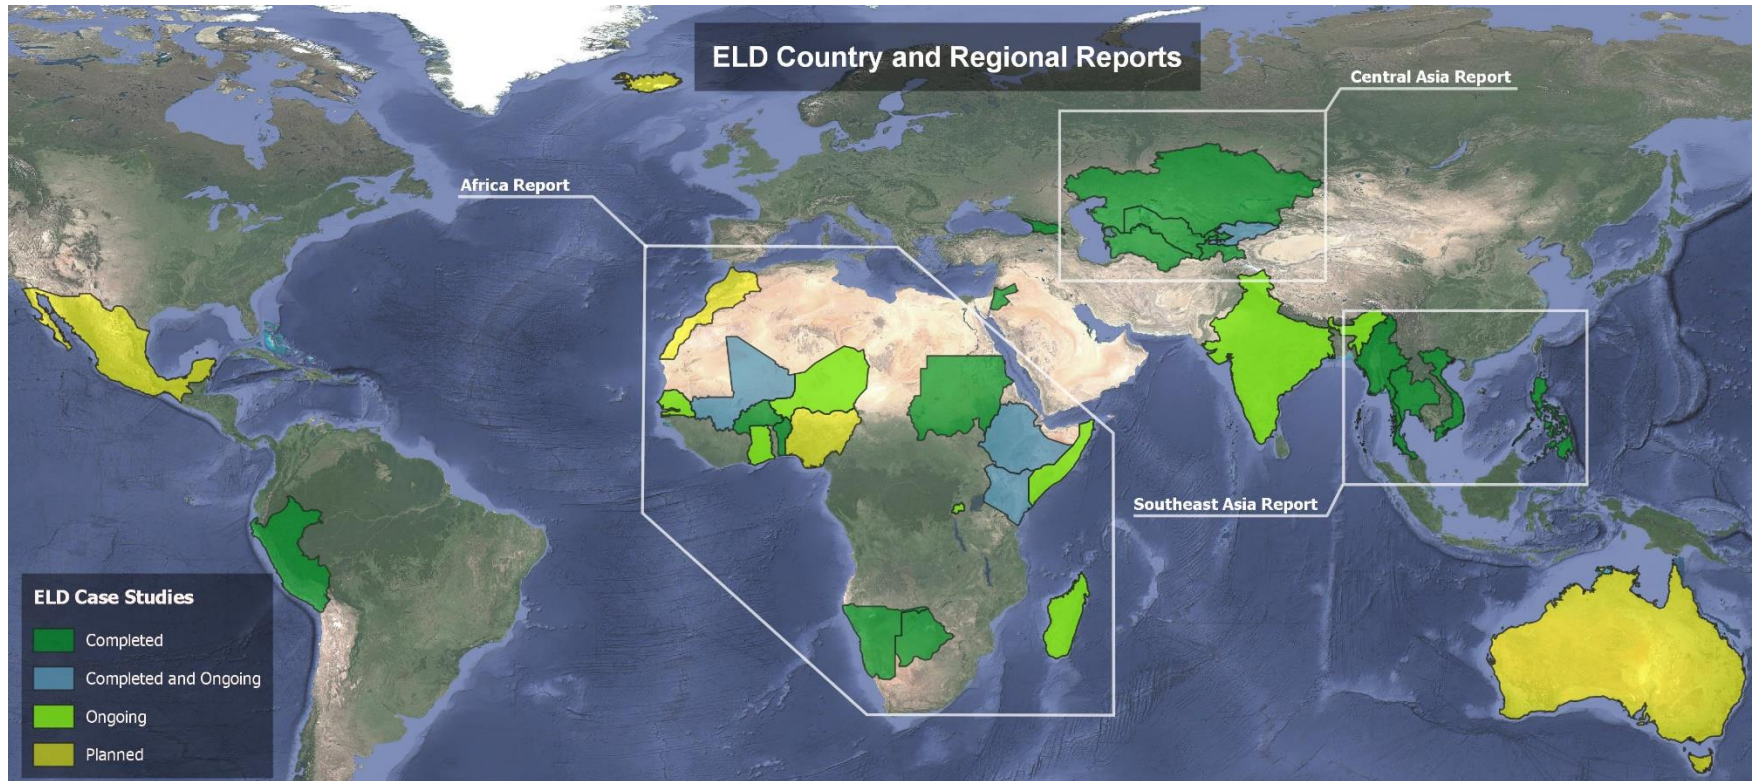 ELD Country and Regional Reports
Central Asia Report
Africa Report
Southeast Asia Report
ELD Case Studies
Completed
Completed and Ongoing
Ongoing
Planned